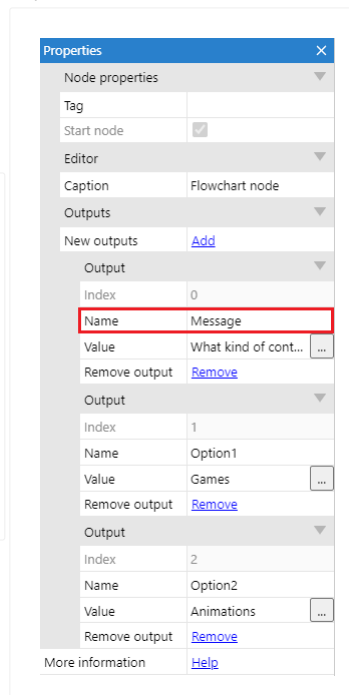 Properties
Node properties
Tag
Start node
Editor
Caption Flowchart node
Outputs
New outputs Add
Output
Index 0
Name Message
Value What kind of cont... ...
Remove output Remove
Output
Index 1
Name Option1
Value Games ...
Remove output Remove
Output
Index 2
Name Option2
Value Animations ...
Remove output Remove
More information Help